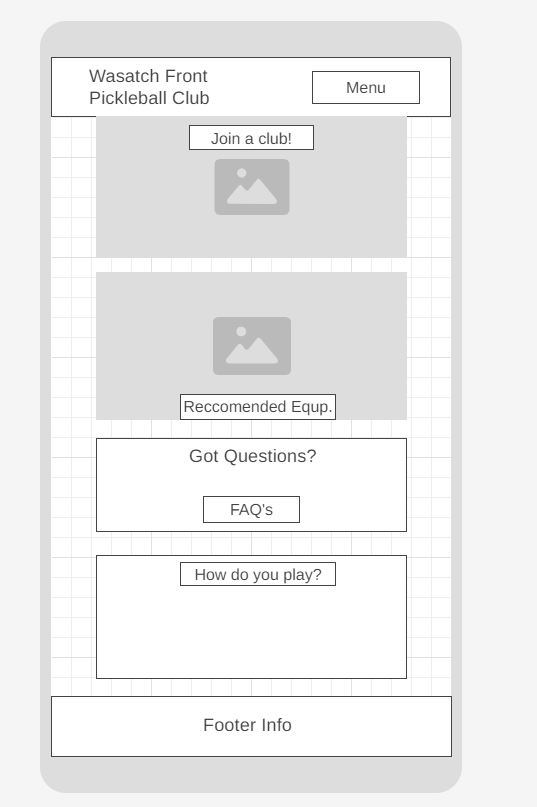 Wasatch Front
Pickleball Club
Menu
Join a club!
Reccomended Equp.
Got Questions?
FAQ's
How do you play?
Footer Info